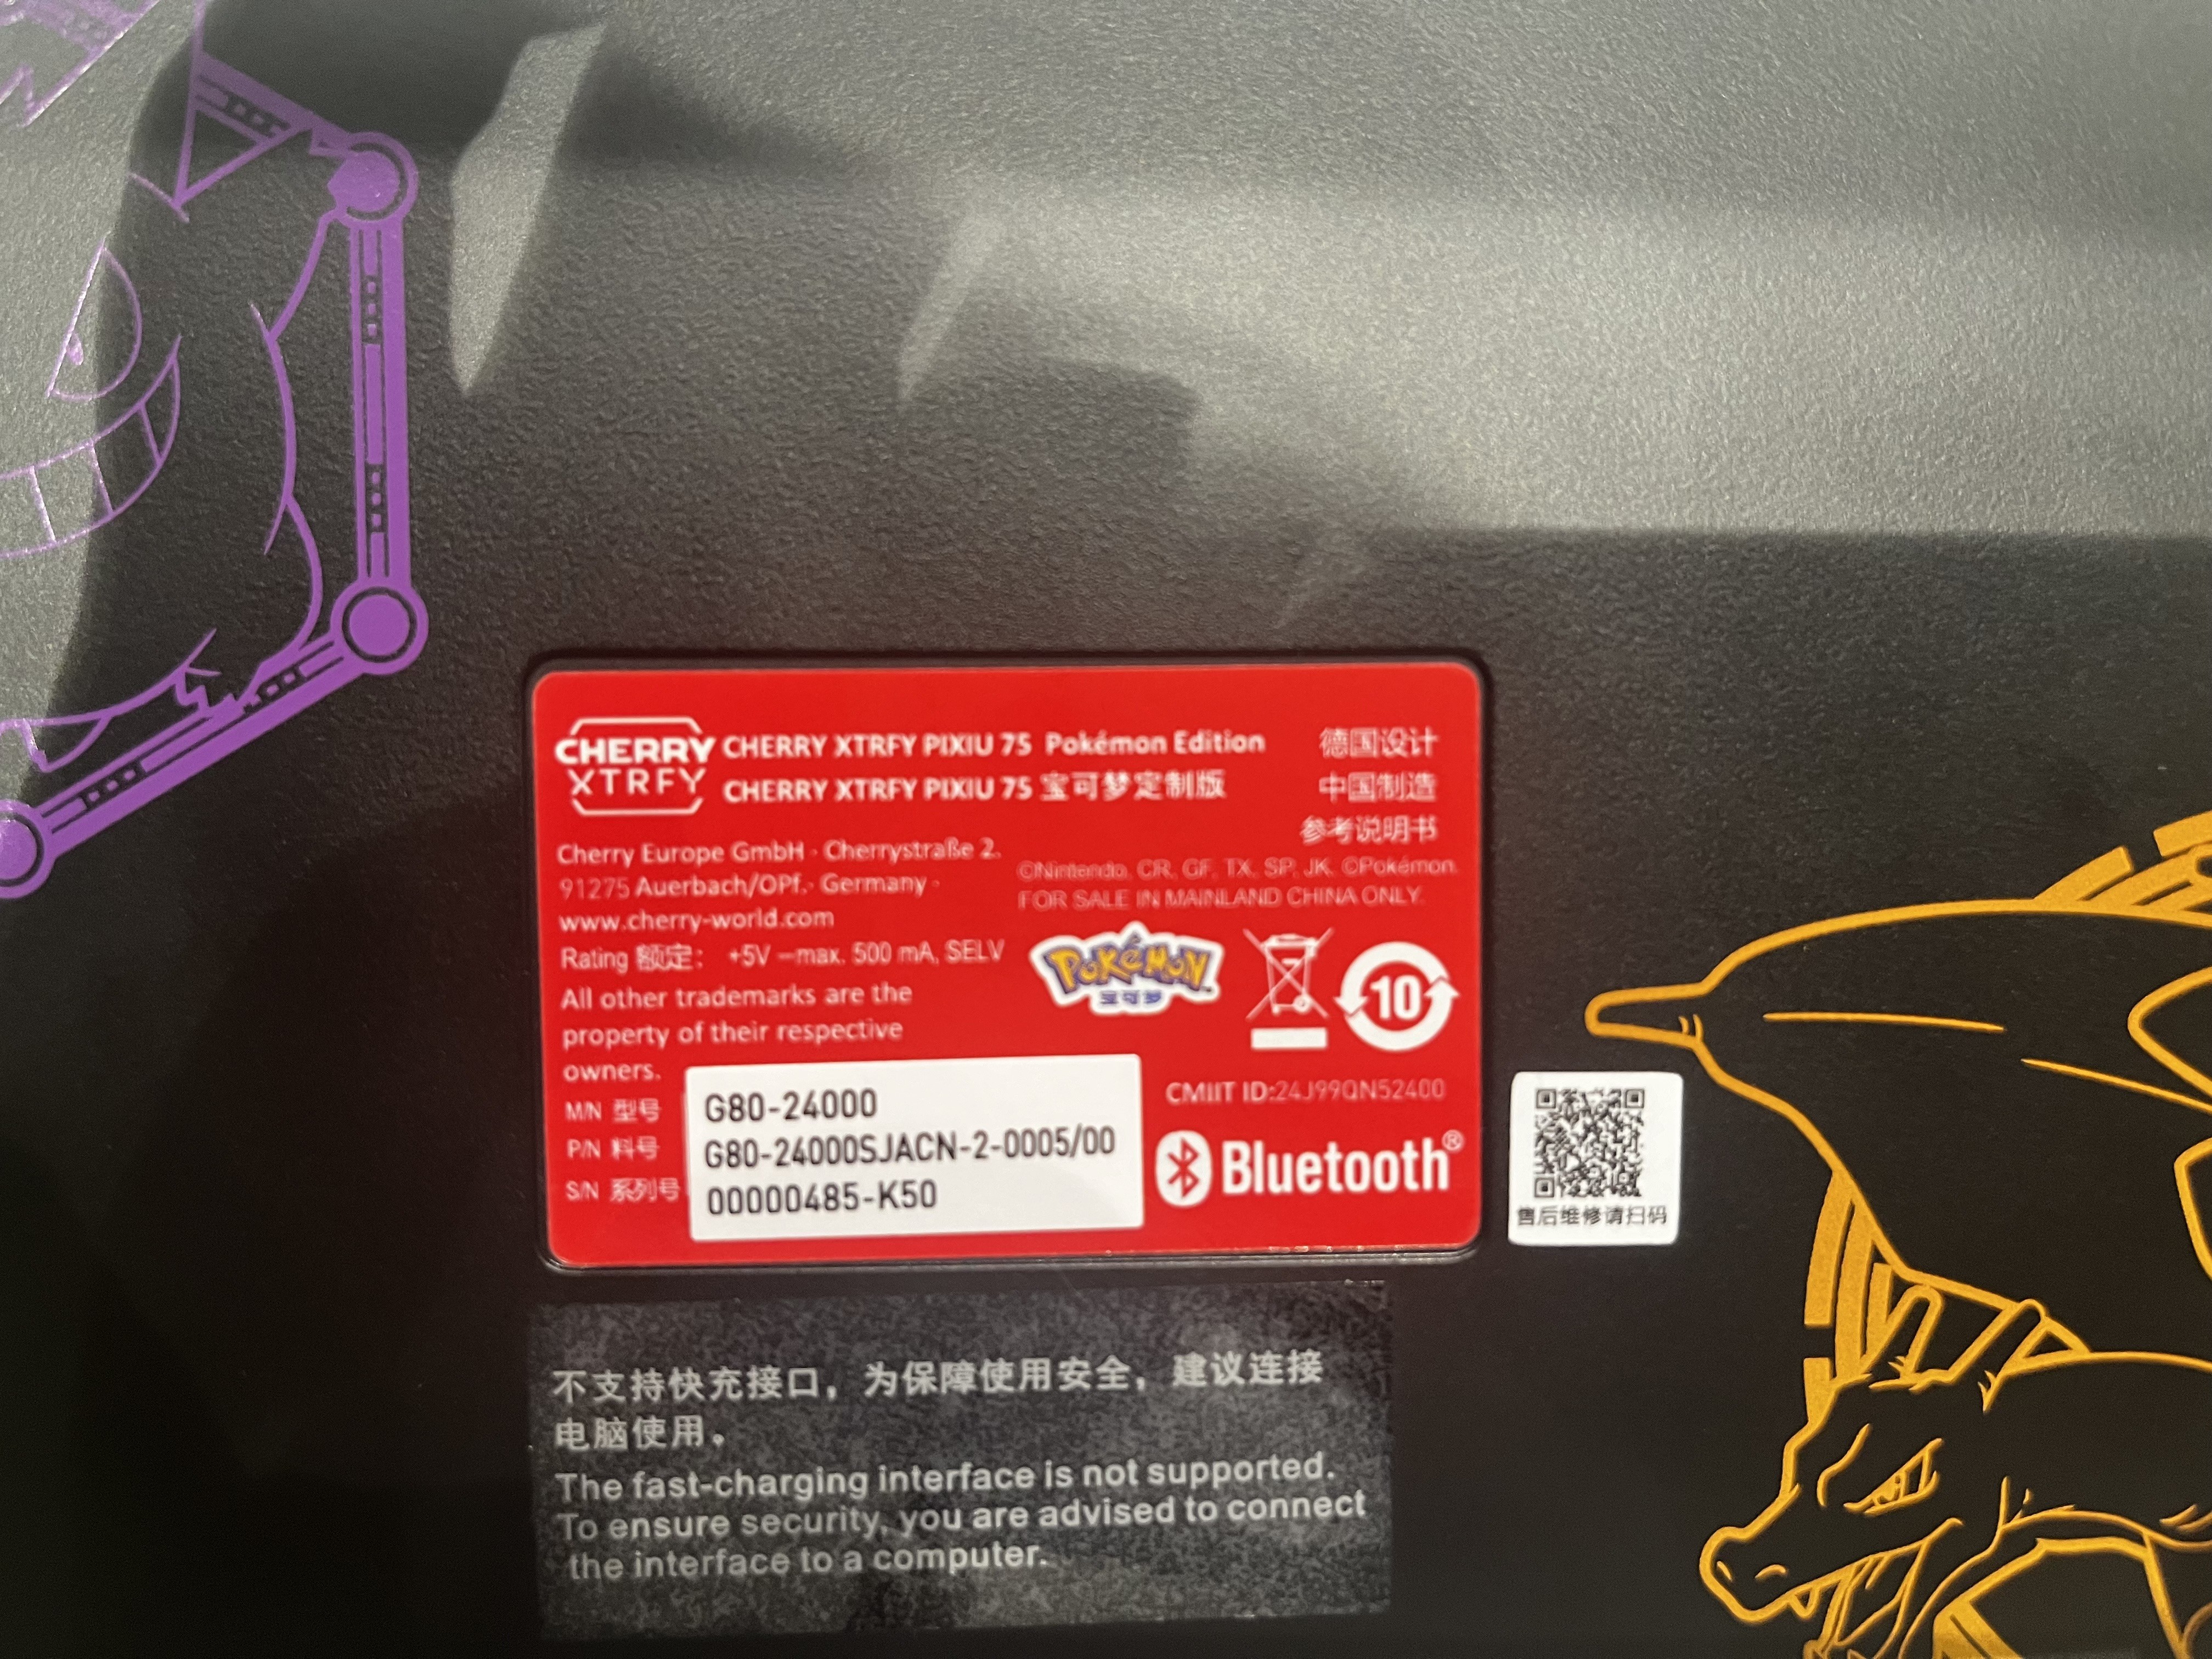 CHERRY
XTRFY
CHERRY XTRFY PIXIU 75 Pokémon Edition
CHERRY XTRFY PIXIU 75 宝可梦定制版
德国设计
中国制造
参考说明书
Cherry Europe GmbH · Cherrystraße 2.
91275 Auerbach/OPf. · Germany ·
www.cherry-world.com
©Nintendo, CR, GF, TX, SP, JK. ©Pokémon.
FOR SALE IN MAINLAND CHINA ONLY.
Rating 额定: +5V ⎓max. 500 mA, SELV
All other trademarks are the
property of their respective
owners.
POKéMON
宝可梦
10
M/N 型号 G80-24000
P/N 料号 G80-24000SJACN-2-0005/00
S/N 系列号 00000485-K50
CMIIT ID:24J99QN52400
Bluetooth®
售后维修请扫码
不支持快充接口，为保障使用安全，建议连接
电脑使用。
The fast-charging interface is not supported.
To ensure security, you are advised to connect
the interface to a computer.